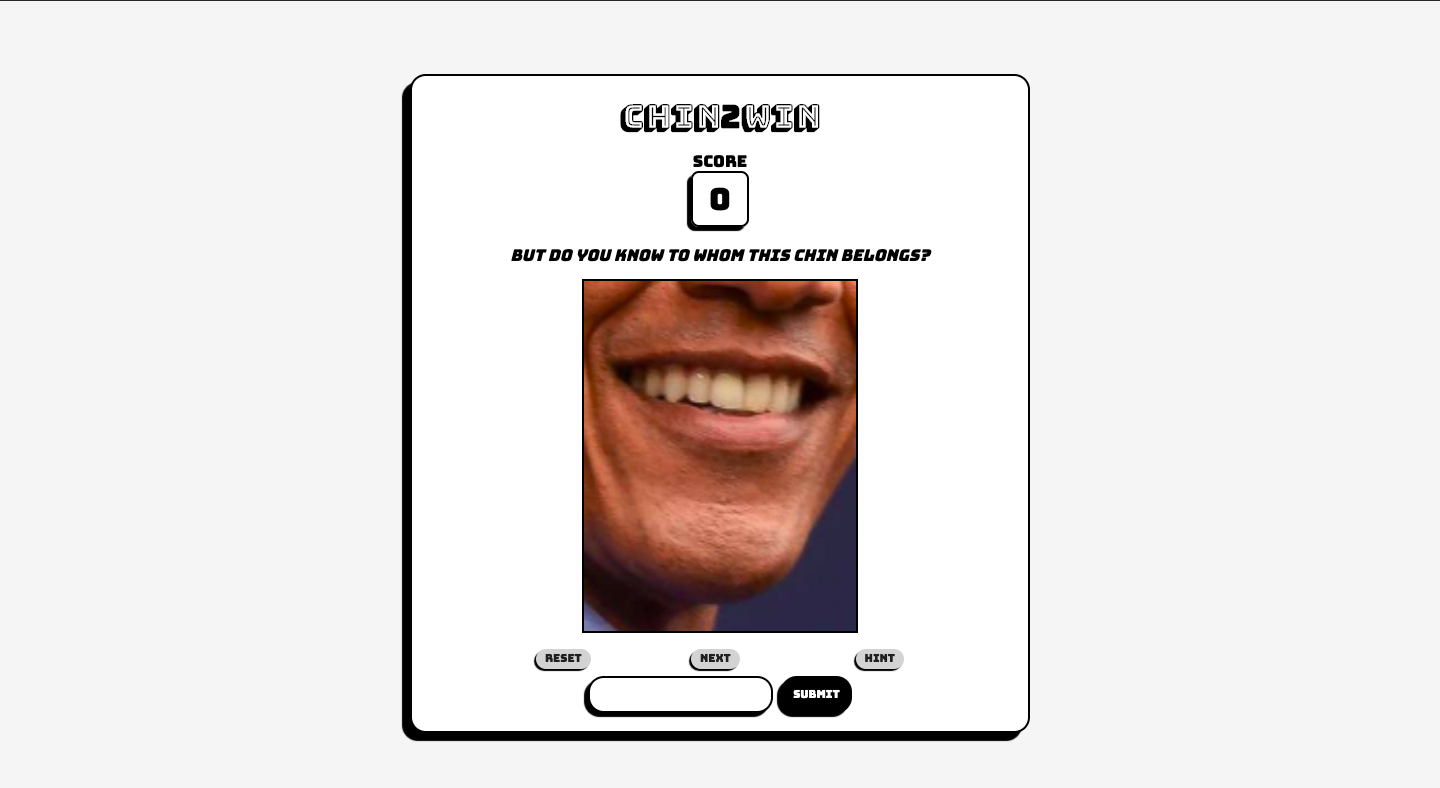 CHIN2WIN
SCORE
0
BUT DO YOU KNOW TO WHOM THIS CHIN BELONGS?
RESET NEXT HINT
SUBMIT